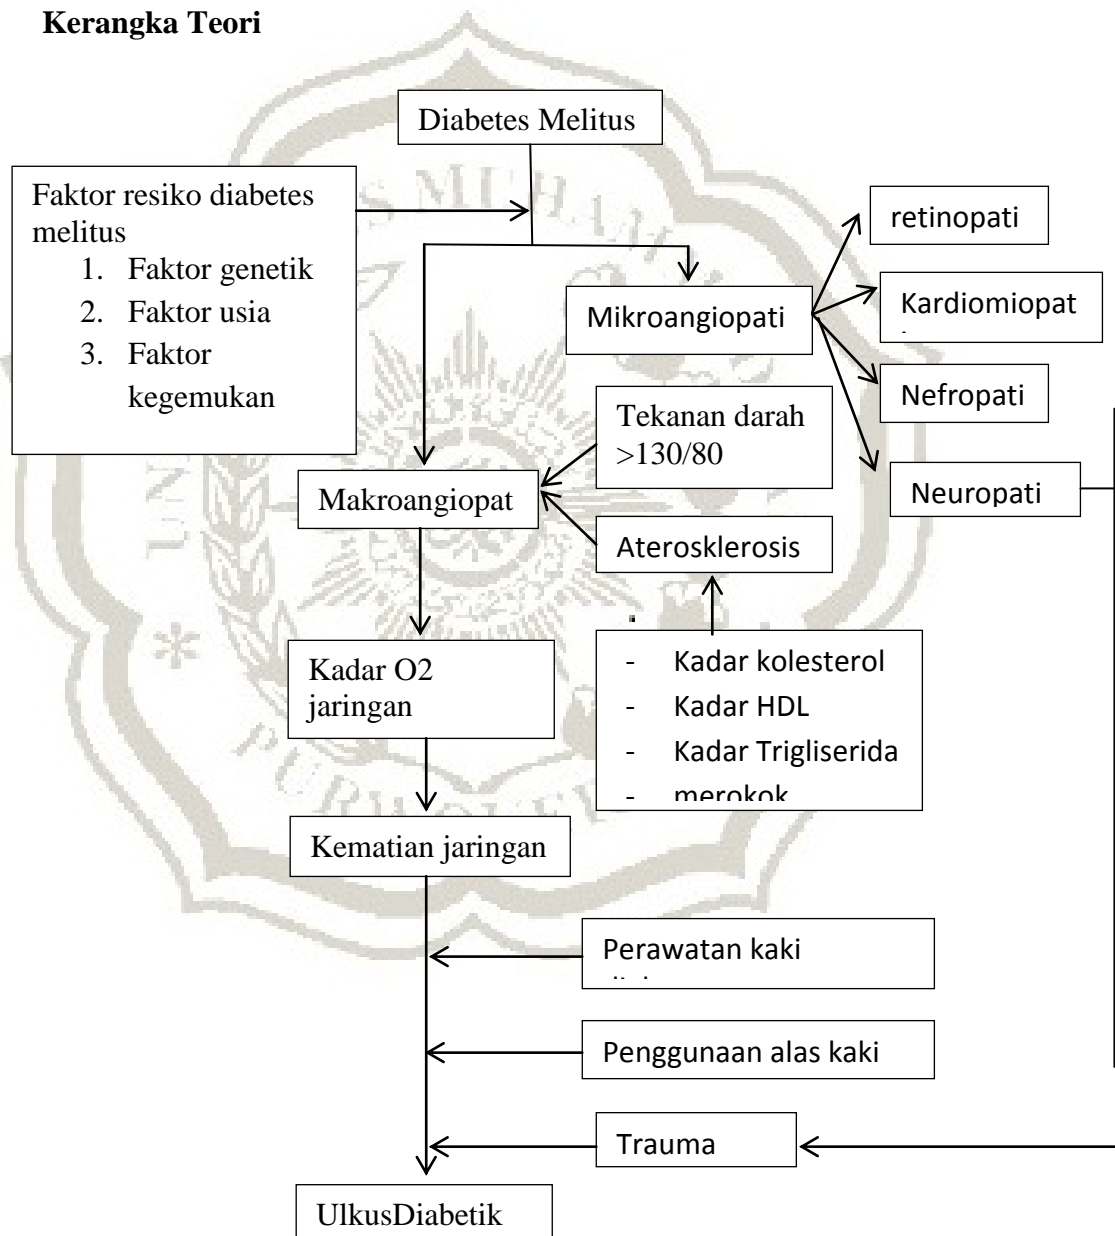 Kerangka Teori
Diabetes Melitus
Faktor resiko diabetes
melitus
1. Faktor genetik
2. Faktor usia
3. Faktor
kegemukan
retinopati
Mikroangiopati
Kardiomiopat
Nefropati
Neuropati
Tekanan darah
>130/80
Makroangiopat
Aterosklerosis
- Kadar kolesterol
- Kadar HDL
- Kadar Trigliserida
- merokok
Kadar O2
jaringan
Kematian jaringan
Perawatan kaki
Penggunaan alas kaki
Trauma
UlkusDiabetik